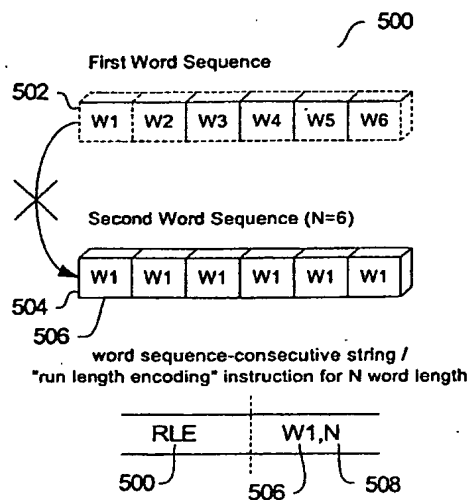 500
First Word Sequence
502
W1 W2 W3 W4 W5 W6
Second Word Sequence (N=6)
W1 W1 W1 W1 W1 W1
504
506
word sequence-consecutive string /
"run length encoding" instruction for N word length
RLE W1,N
500 506 508